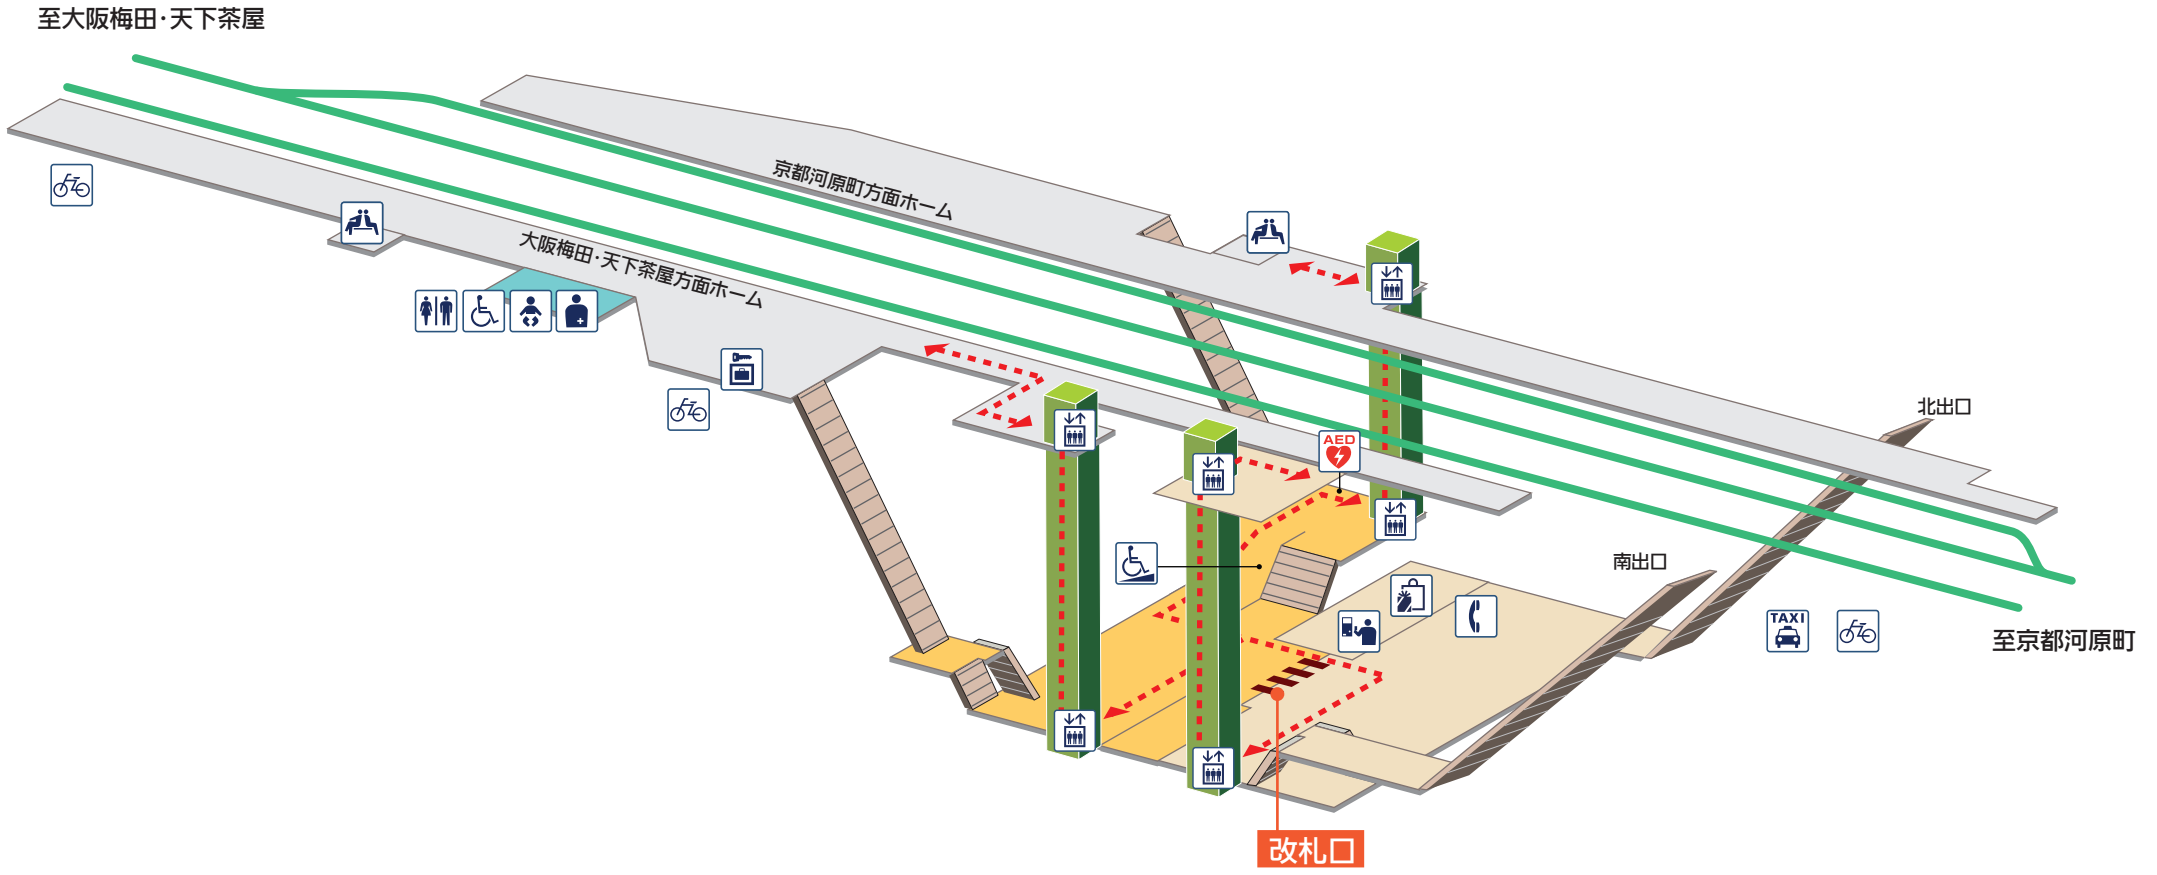 至大阪梅田・天下茶屋
京都河原町方面ホーム
大阪梅田・天下茶屋方面ホーム
北出口
AED
南出口
TAXI
至京都河原町
改札口